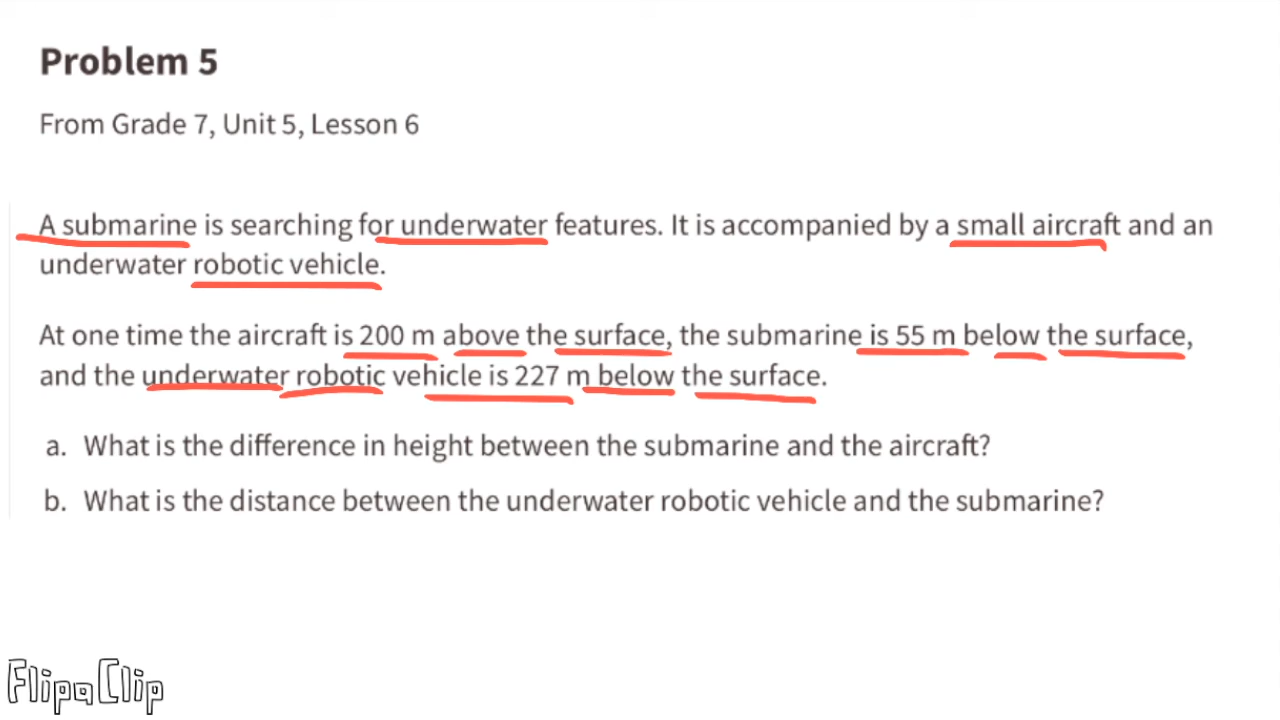 Problem 5
From Grade 7, Unit 5, Lesson 6
A submarine is searching for underwater features. It is accompanied by a small aircraft and an
underwater robotic vehicle.
At one time the aircraft is 200 m above the surface, the submarine is 55 m below the surface,
and the underwater robotic vehicle is 227 m below the surface.
a. What is the difference in height between the submarine and the aircraft?
b. What is the distance between the underwater robotic vehicle and the submarine?
FlipaClip